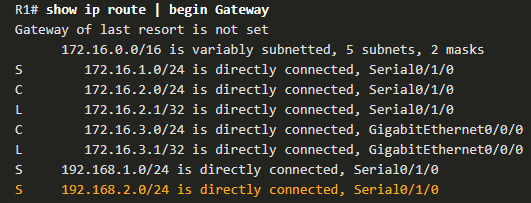 R1# show ip route | begin Gateway
Gateway of last resort is not set
      172.16.0.0/16 is variably subnetted, 5 subnets, 2 masks
S        172.16.1.0/24 is directly connected, Serial0/1/0
C        172.16.2.0/24 is directly connected, Serial0/1/0
L        172.16.2.1/32 is directly connected, Serial0/1/0
C        172.16.3.0/24 is directly connected, GigabitEthernet0/0/0
L        172.16.3.1/32 is directly connected, GigabitEthernet0/0/0
S     192.168.1.0/24 is directly connected, Serial0/1/0
S     192.168.2.0/24 is directly connected, Serial0/1/0